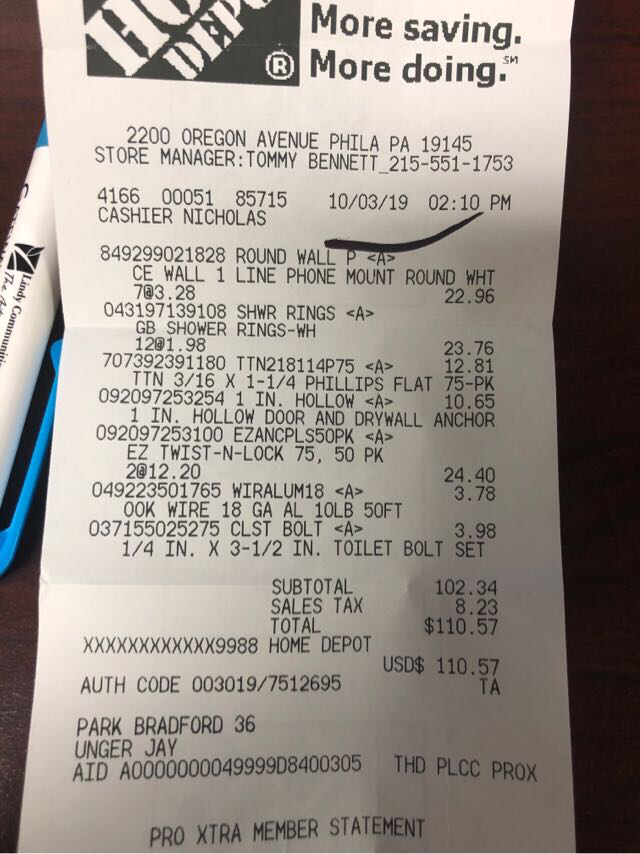 HO
DEPO
®
More saving.
More doing.℠
2200 OREGON AVENUE PHILA PA 19145
STORE MANAGER:TOMMY BENNETT_215-551-1753
4166 00051 85715 10/03/19 02:10 PM
CASHIER NICHOLAS
849299021828 ROUND WALL P <A>
CE WALL 1 LINE PHONE MOUNT ROUND WHT
7@3.28 22.96
043197139108 SHWR RINGS <A>
GB SHOWER RINGS-WH
12@1.98 23.76
707392391180 TTN218114P75 <A> 12.81
TTN 3/16 X 1-1/4 PHILLIPS FLAT 75-PK
092097253254 1 IN. HOLLOW <A> 10.65
1 IN. HOLLOW DOOR AND DRYWALL ANCHOR
092097253100 EZANCPLS50PK <A>
EZ TWIST-N-LOCK 75, 50 PK
2@12.20 24.40
049223501765 WIRALUM18 <A> 3.78
OOK WIRE 18 GA AL 10LB 50FT
037155025275 CLST BOLT <A> 3.98
1/4 IN. X 3-1/2 IN. TOILET BOLT SET
SUBTOTAL 102.34
SALES TAX 8.23
TOTAL $110.57
XXXXXXXXXXXX9988 HOME DEPOT
USD$ 110.57
AUTH CODE 003019/7512695 TA
PARK BRADFORD 36
UNGER JAY
AID A0000000049999D8400305 THD PLCC PROX
PRO XTRA MEMBER STATEMENT
Lindy Communities